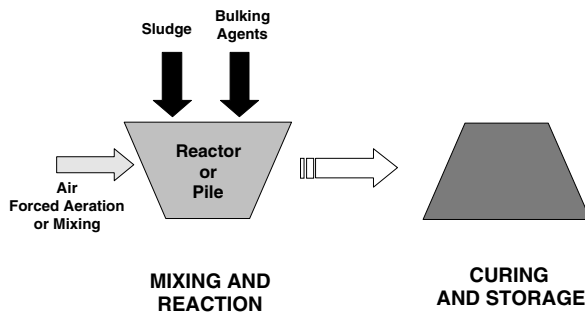 Sludge
Bulking
Agents
Reactor
or
Pile
Air
Forced Aeration
or Mixing
MIXING AND
REACTION
CURING
AND STORAGE